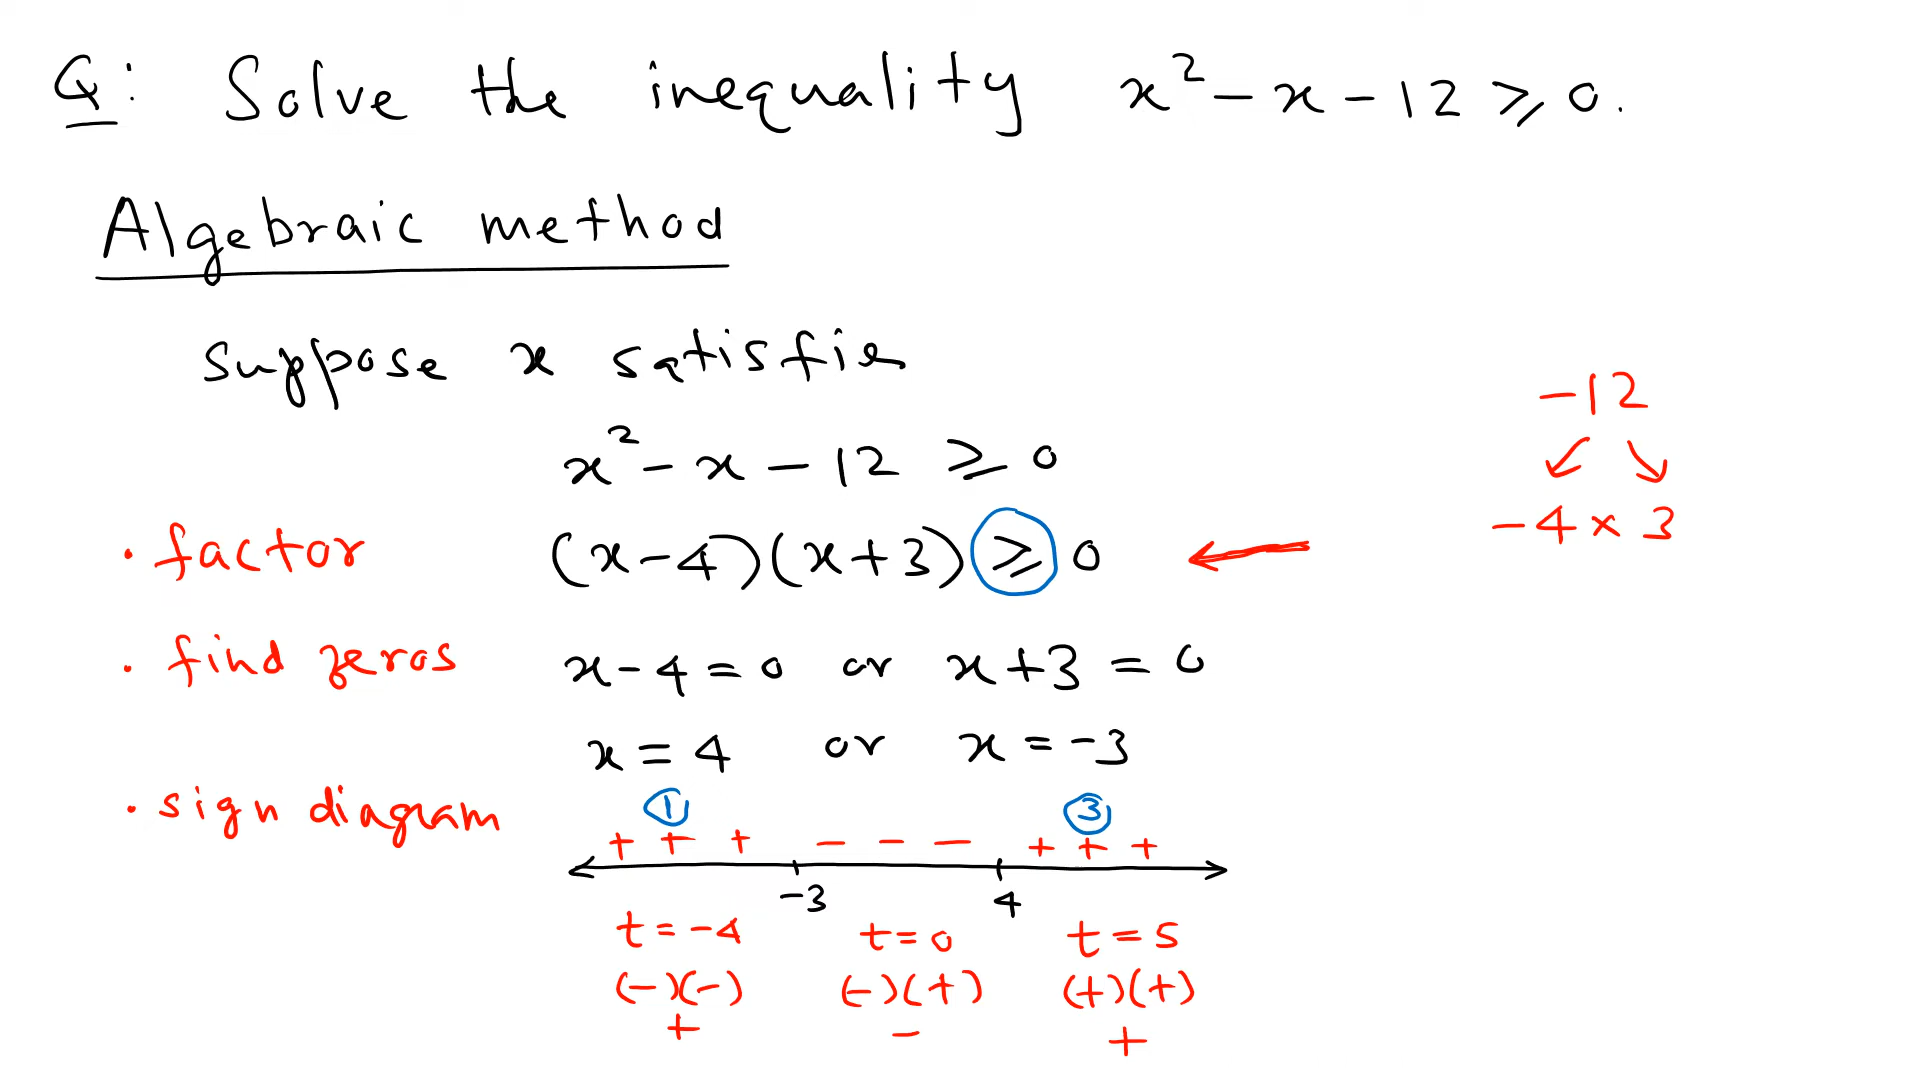 Q: Solve the inequality x² - x - 12 ≥ 0.
Algebraic method
suppose x satisfies
x² - x - 12 ≥ 0
• factor (x-4)(x+3) ≥ 0
• find zeros x - 4 = 0 or x + 3 = 0
x = 4 or x = -3
• sign diagram ① ③
+ + + - - - + + +
-3 4
t = -4 t = 0 t = 5
(-)(-) (-)(+) (+)(+)
+ - +
-12
-4 × 3